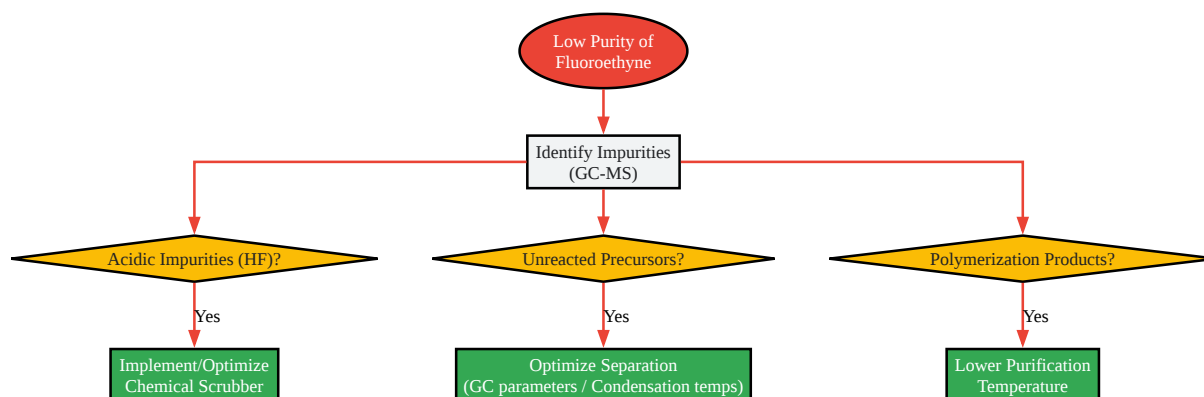 Low Purity of
Fluoroethyne
Identify Impurities
(GC-MS)
Acidic Impurities (HF)?
Unreacted Precursors?
Polymerization Products?
Yes
Yes
Yes
Implement/Optimize
Chemical Scrubber
Optimize Separation
(GC parameters / Condensation temps)
Lower Purification
Temperature